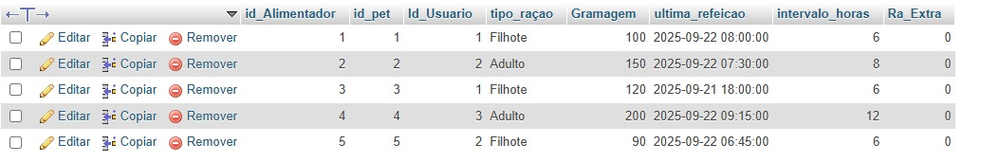 id_Alimentador id_pet Id_Usuario tipo_raçao Gramagem ultima_refeicao intervalo_horas Ra_Extra
Editar Copiar Remover 1 1 1 Filhote 100 2025-09-22 08:00:00 6 0
Editar Copiar Remover 2 2 2 Adulto 150 2025-09-22 07:30:00 8 0
Editar Copiar Remover 3 3 1 Filhote 120 2025-09-21 18:00:00 6 0
Editar Copiar Remover 4 4 3 Adulto 200 2025-09-22 09:15:00 12 0
Editar Copiar Remover 5 5 2 Filhote 90 2025-09-22 06:45:00 6 0